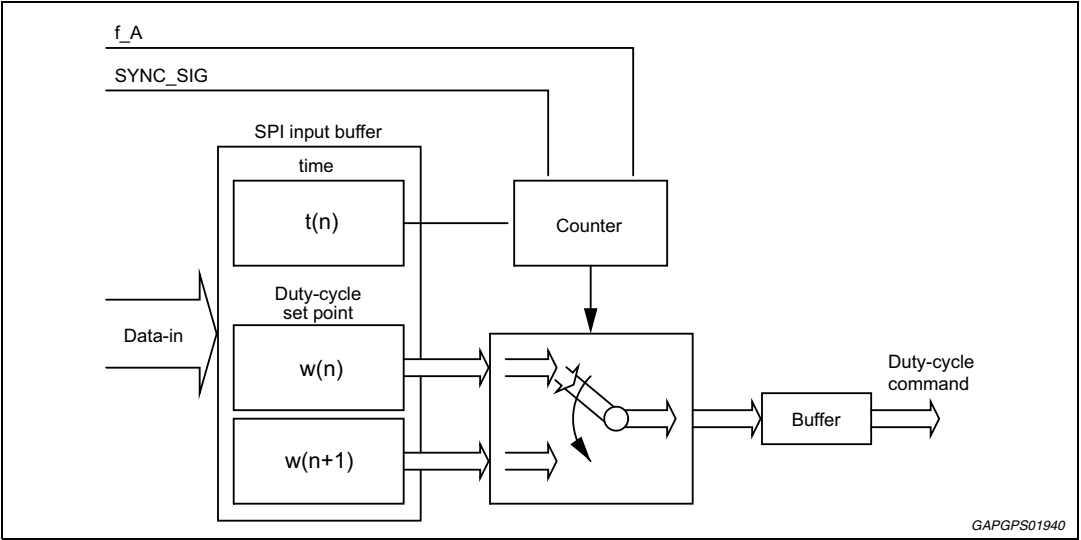 f_A
SYNC_SIG
SPI input buffer
time
t(n)
Counter
Duty-cycle
set point
Data-in
w(n)
Duty-cycle
command
Buffer
w(n+1)
GAPGPS01940